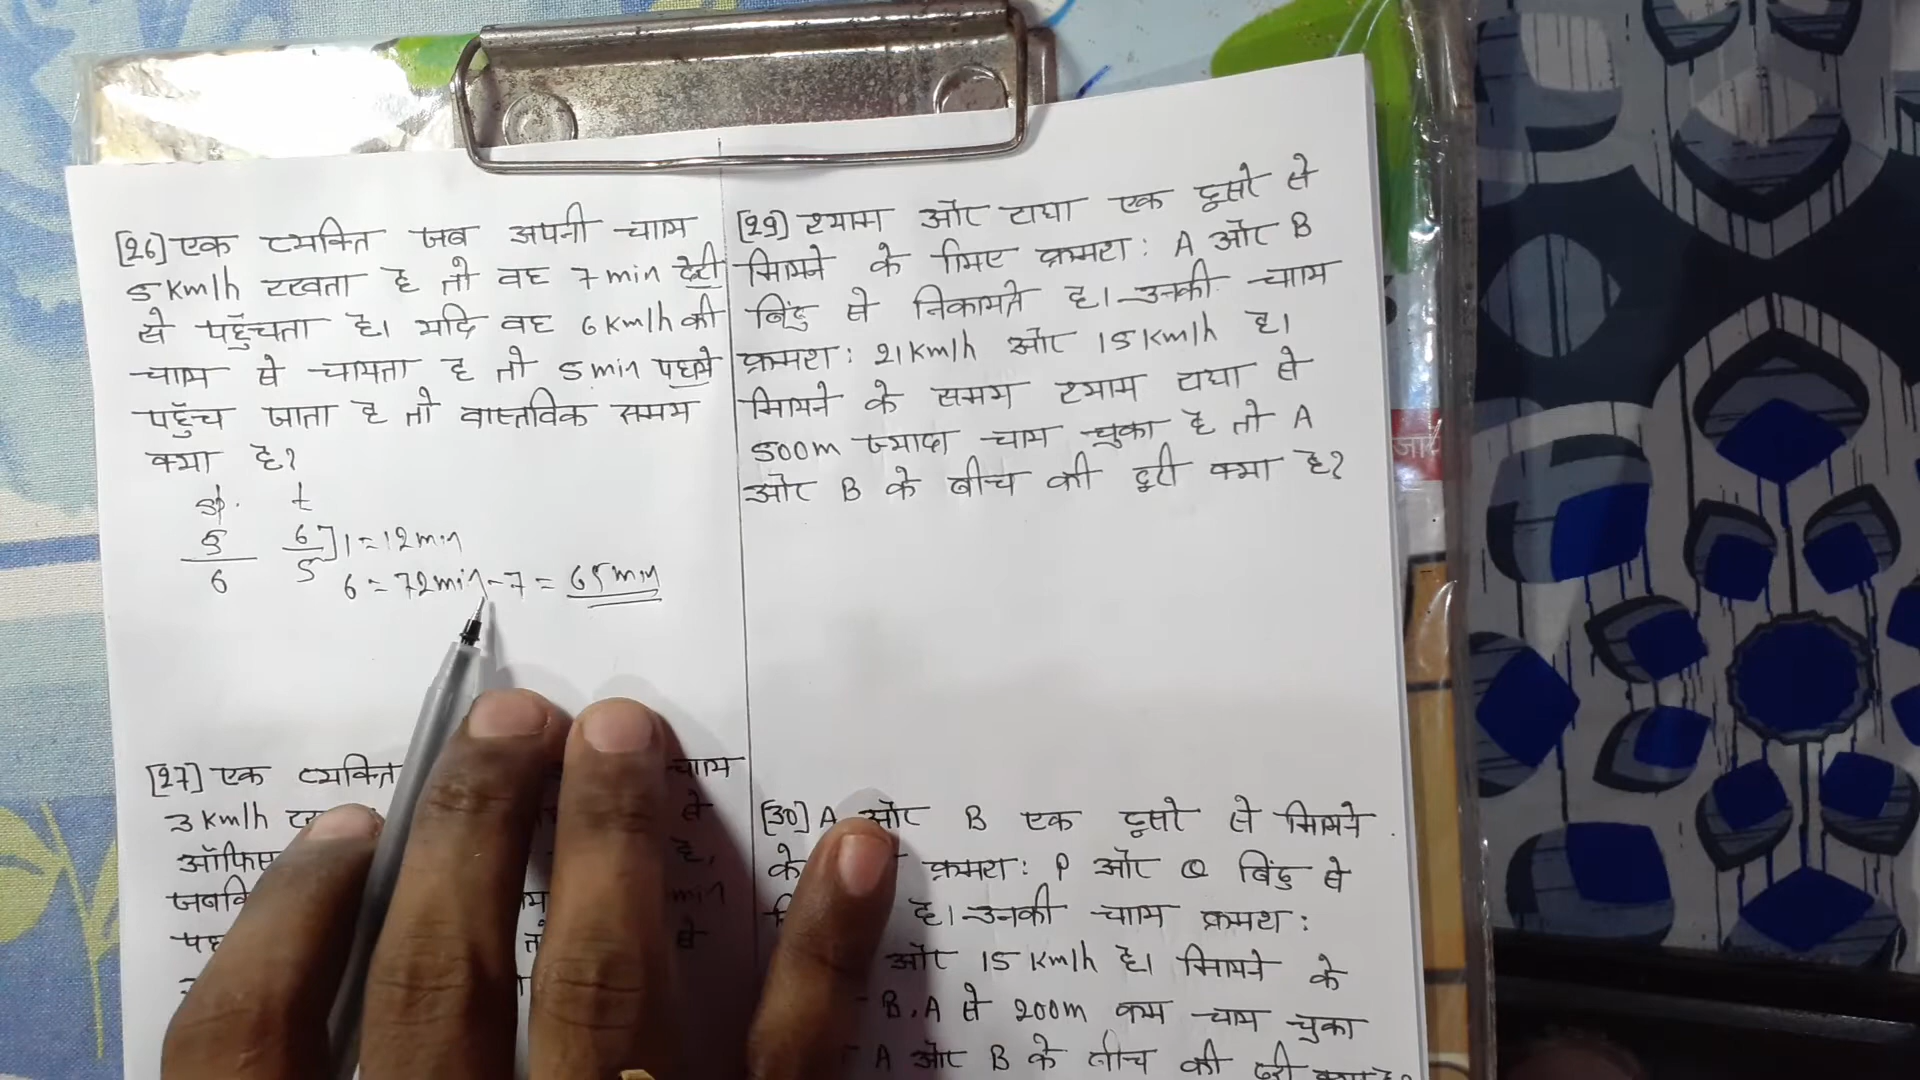 [26] एक व्यक्ति जब अपनी चाल
5 Km/h रखता है तो वह 7 min देरी
से पहुँचता है। यदि वह 6 Km/h की
चाल से चलता है तो 5 min पहले
पहुँच जाता है तो वास्तविक समय
क्या है?
sp. t
5 6 ] 1 = 12 min
6 5
6 = 72 min - 7 = 65 min
[27] एक व्यक्ति चाल
3 Km/h से
ऑफिस है,
min
से
[29] श्याम और राधा एक दूसरे से
मिलने के लिए क्रमश: A और B
बिंदु से निकलते है। उनकी चाल
क्रमश: 21 Km/h और 15 Km/h है।
मिलने के समय श्याम राधा से
500m ज्यादा चल चुका है तो A
और B के बीच की दूरी क्या है?
[30] A और B एक दूसरे से मिलने
के क्रमश: P और Q बिंदु से
है। उनकी चाल क्रमश:
और 15 Km/h है। मिलने के
B, A से 200m कम चल चुका
A और B के बीच की दूरी क्या है?
जाट